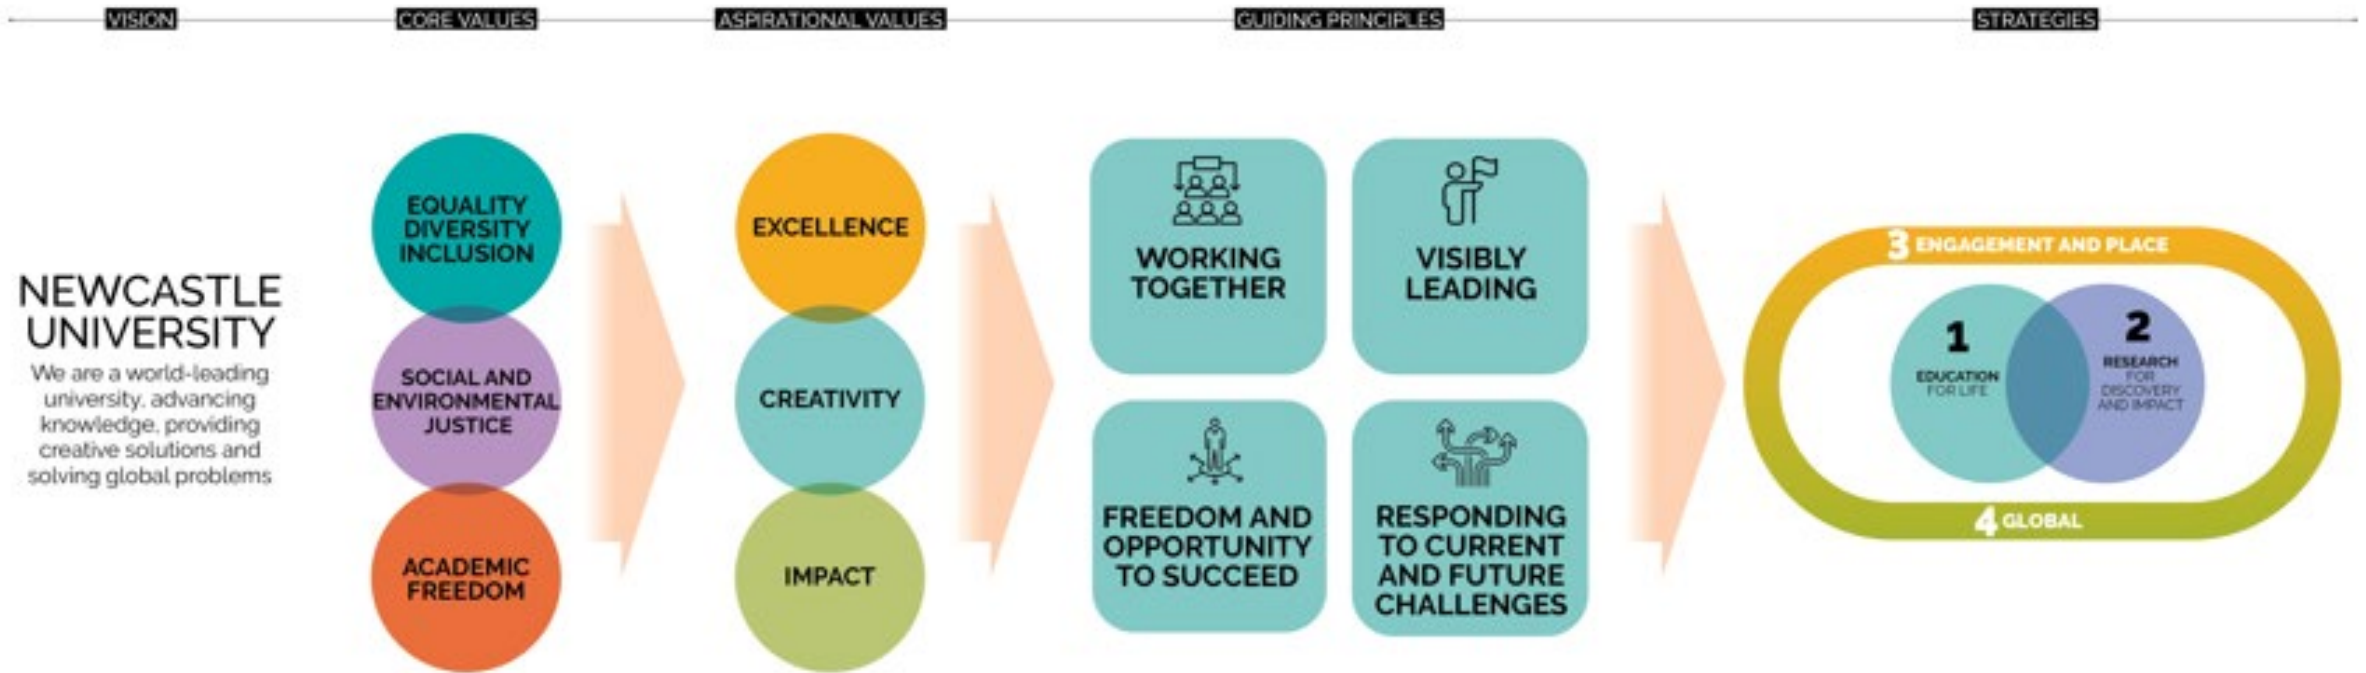 VISION
CORE VALUES
ASPIRATIONAL VALUES
GUIDING PRINCIPLES
STRATEGIES
NEWCASTLE
UNIVERSITY
We are a world-leading
university, advancing
knowledge, providing
creative solutions and
solving global problems
EQUALITY
DIVERSITY
INCLUSION
SOCIAL AND
ENVIRONMENTAL
JUSTICE
ACADEMIC
FREEDOM
EXCELLENCE
CREATIVITY
IMPACT
WORKING
TOGETHER
VISIBLY
LEADING
FREEDOM AND
OPPORTUNITY
TO SUCCEED
RESPONDING
TO CURRENT
AND FUTURE
CHALLENGES
3 ENGAGEMENT AND PLACE
1
EDUCATION
FOR LIFE
2
RESEARCH
FOR
DISCOVERY
AND IMPACT
4 GLOBAL